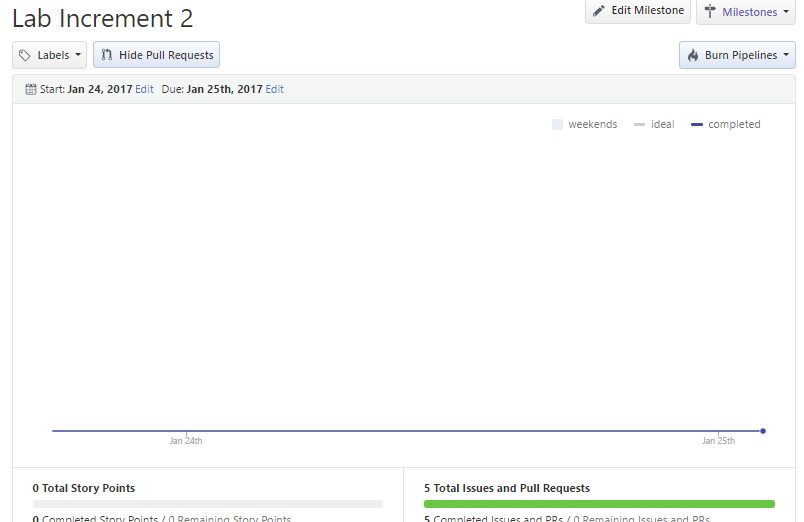 Lab Increment 2
Edit Milestone
Milestones
Labels
Hide Pull Requests
Burn Pipelines
Start: Jan 24, 2017 Edit Due: Jan 25th, 2017 Edit
weekends ideal completed
Jan 24th Jan 25th
0 Total Story Points
5 Total Issues and Pull Requests
0 Completed Story Points / 0 Remaining Story Points
5 Completed Issues and PRs / 0 Remaining Issues and PRs